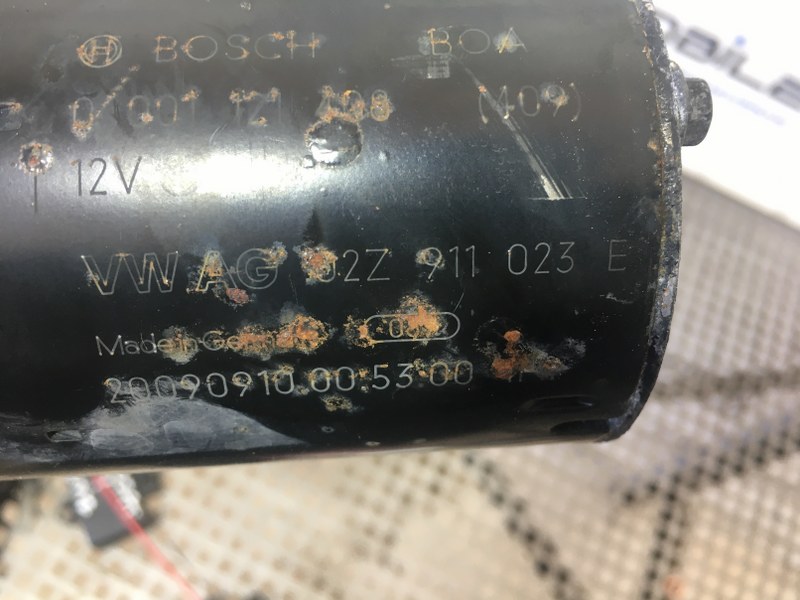 BOSCH BOA
0 001 121 408 (409)
12V
VW AG 02Z 911 023 E
Made in Germany
20090910 00:53:00